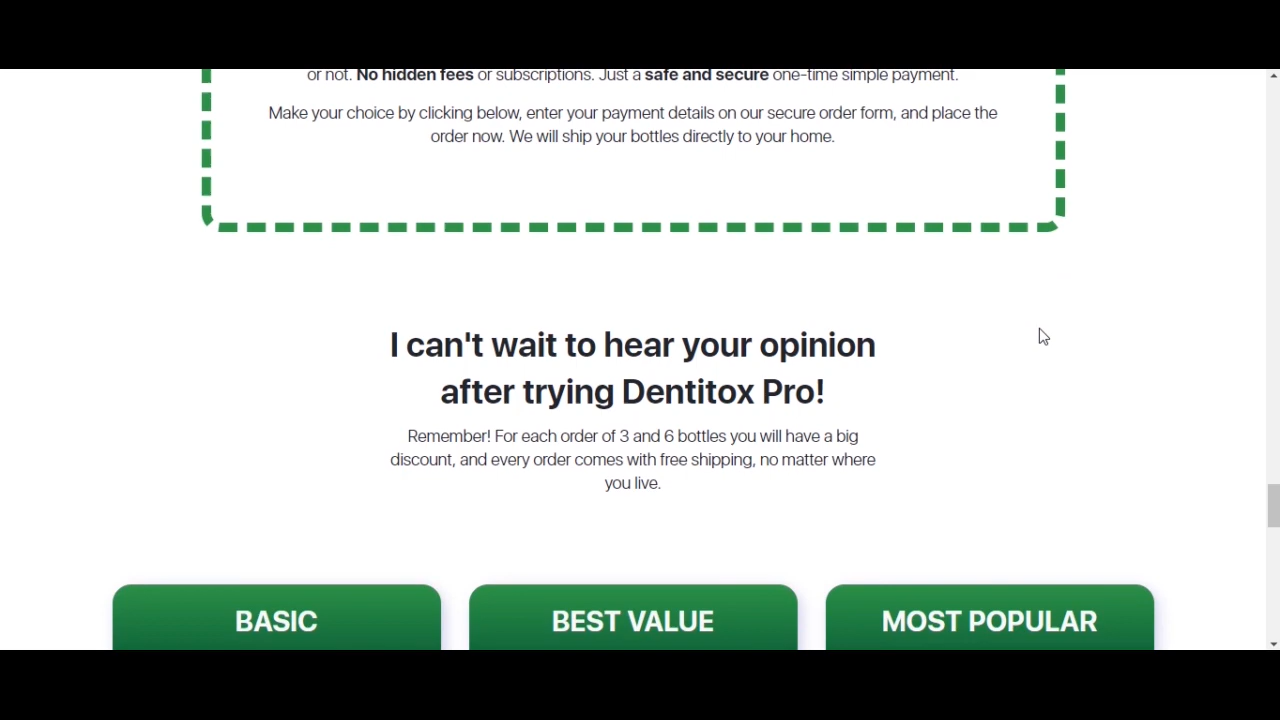 or not. No hidden fees or subscriptions. Just a safe and secure one-time simple payment.
Make your choice by clicking below, enter your payment details on our secure order form, and place the
order now. We will ship your bottles directly to your home.
I can't wait to hear your opinion
after trying Dentitox Pro!
Remember! For each order of 3 and 6 bottles you will have a big
discount, and every order comes with free shipping, no matter where
you live.
BASIC
BEST VALUE
MOST POPULAR